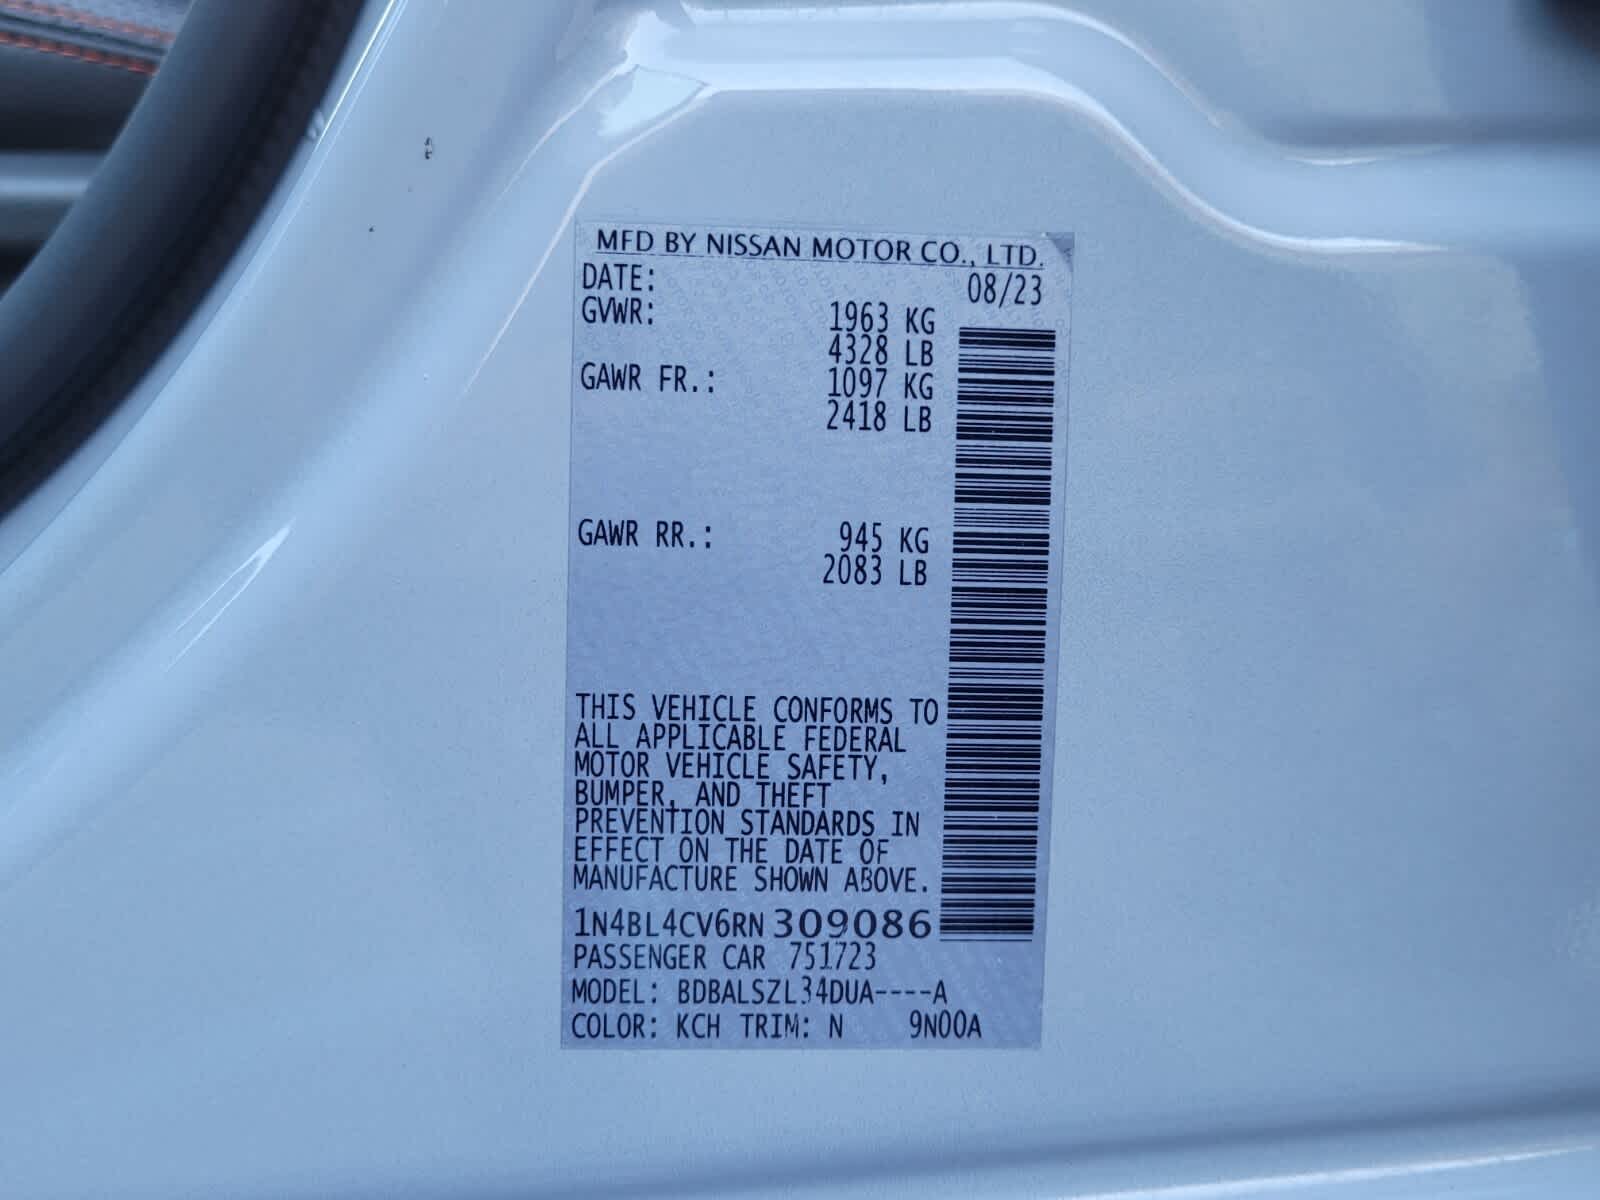 MFD BY NISSAN MOTOR CO., LTD.
DATE: 08/23
GVWR: 1963 KG
4328 LB
GAWR FR.: 1097 KG
2418 LB
GAWR RR.: 945 KG
2083 LB
THIS VEHICLE CONFORMS TO
ALL APPLICABLE FEDERAL
MOTOR VEHICLE SAFETY,
BUMPER, AND THEFT
PREVENTION STANDARDS IN
EFFECT ON THE DATE OF
MANUFACTURE SHOWN ABOVE.
1N4BL4CV6RN309086
PASSENGER CAR 751723
MODEL: BDBALSZL34DUA----A
COLOR: KCH TRIM: N 9N00A